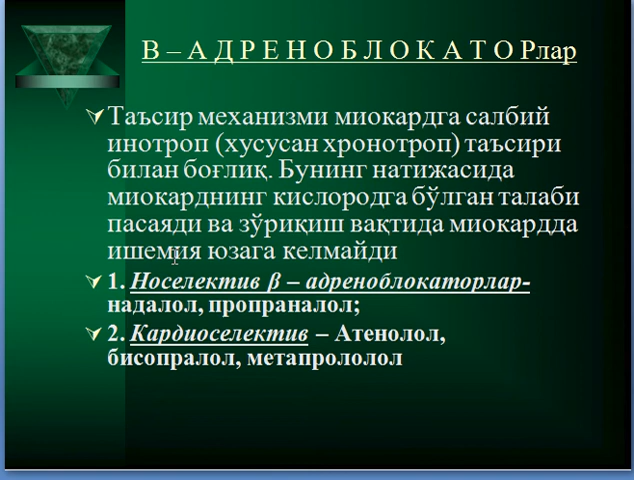 В – А Д Р Е Н О Б Л О К А Т О Рлар
Таъсир механизми миокардга салбий
инотроп (хусусан хронотроп) таъсири
билан боғлиқ. Бунинг натижасида
миокарднинг кислородга бўлган талаби
пасаяди ва зўриқиш вақтида миокардда
ишемия юзага келмайди
1. Носелектив β – адреноблокаторлар-
надалол, пропраналол;
2. Кардиоселектив – Атенолол,
бисопралол, метапрололол